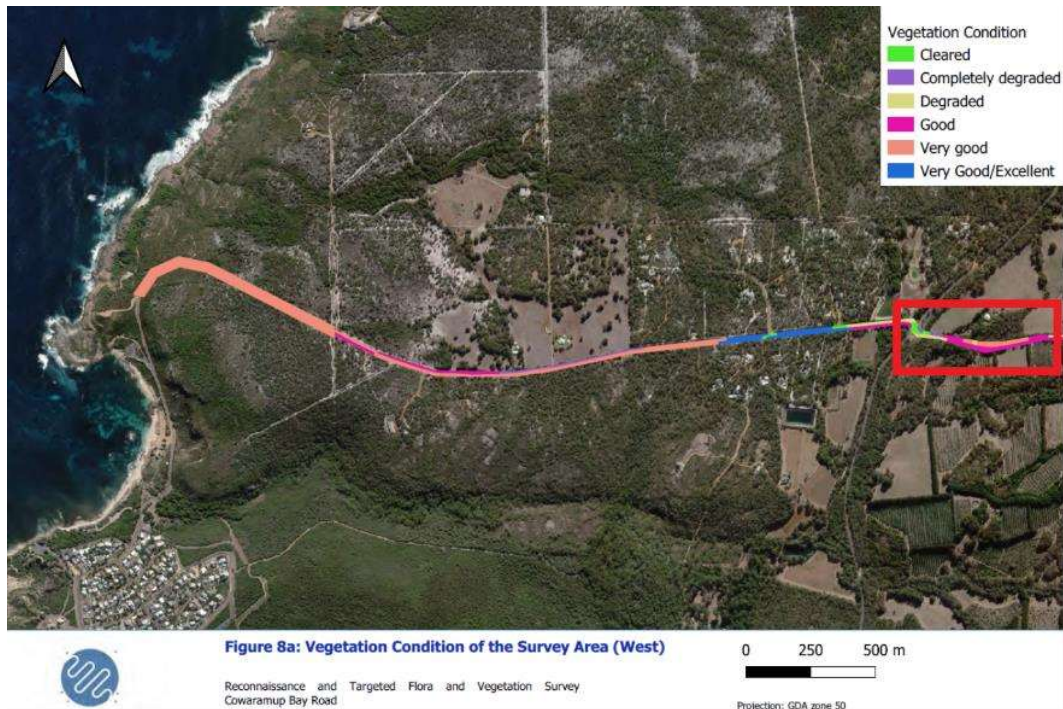 Vegetation Condition
Cleared
Completely degraded
Degraded
Good
Very good
Very Good/Excellent
Figure 8a: Vegetation Condition of the Survey Area (West)
Reconnaissance and Targeted Flora and Vegetation Survey
Cowaramup Bay Road
0 250 500 m
Projection: GDA zone 50